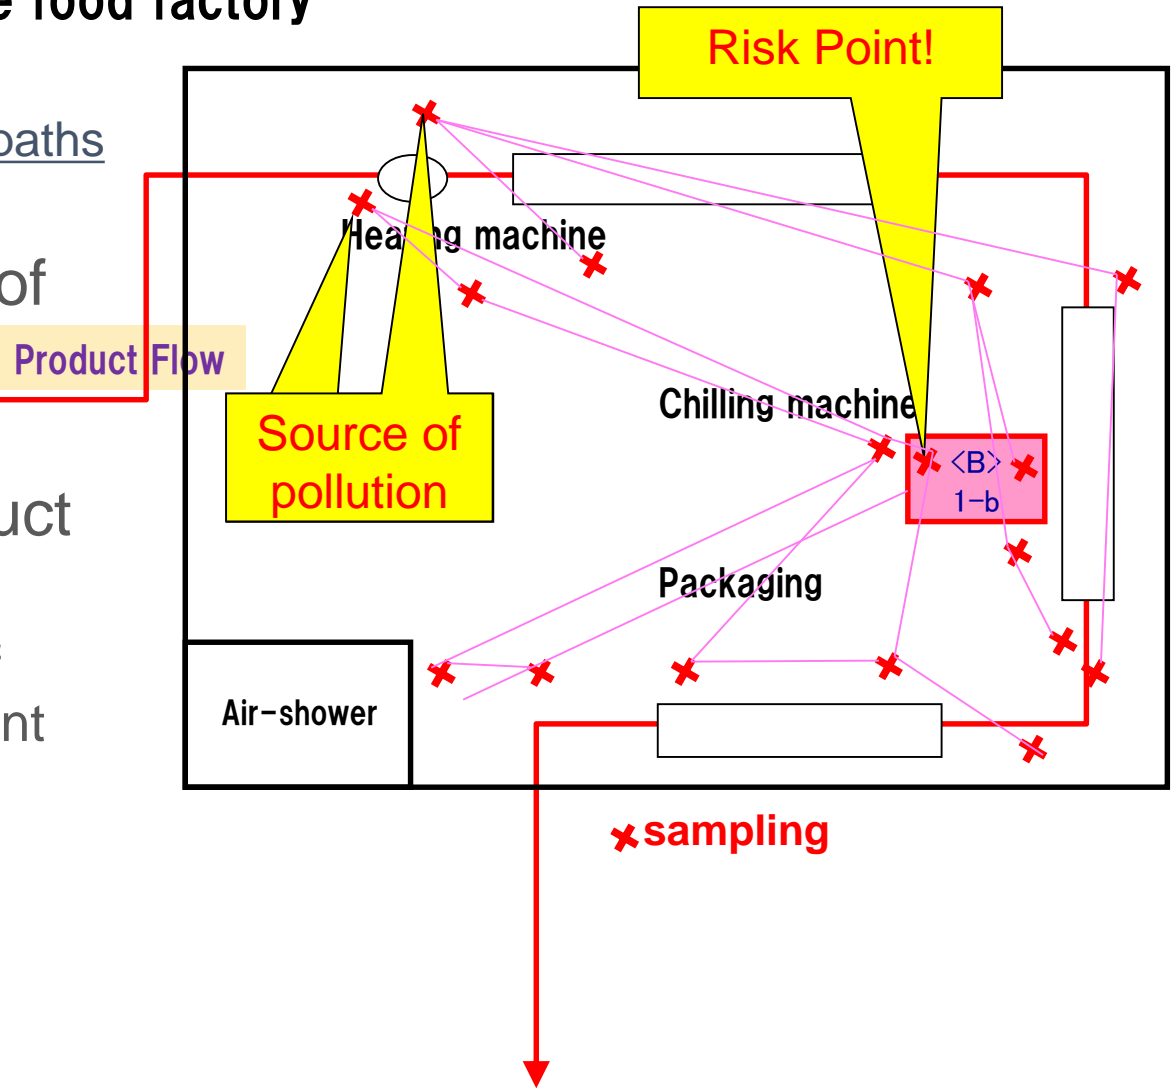 e food factory
Risk Point!
paths
Heating machine
of
Product Flow
Chilling machine
Source of
pollution
<B>
1-b
uct
Packaging
s
nt
Air-shower
sampling